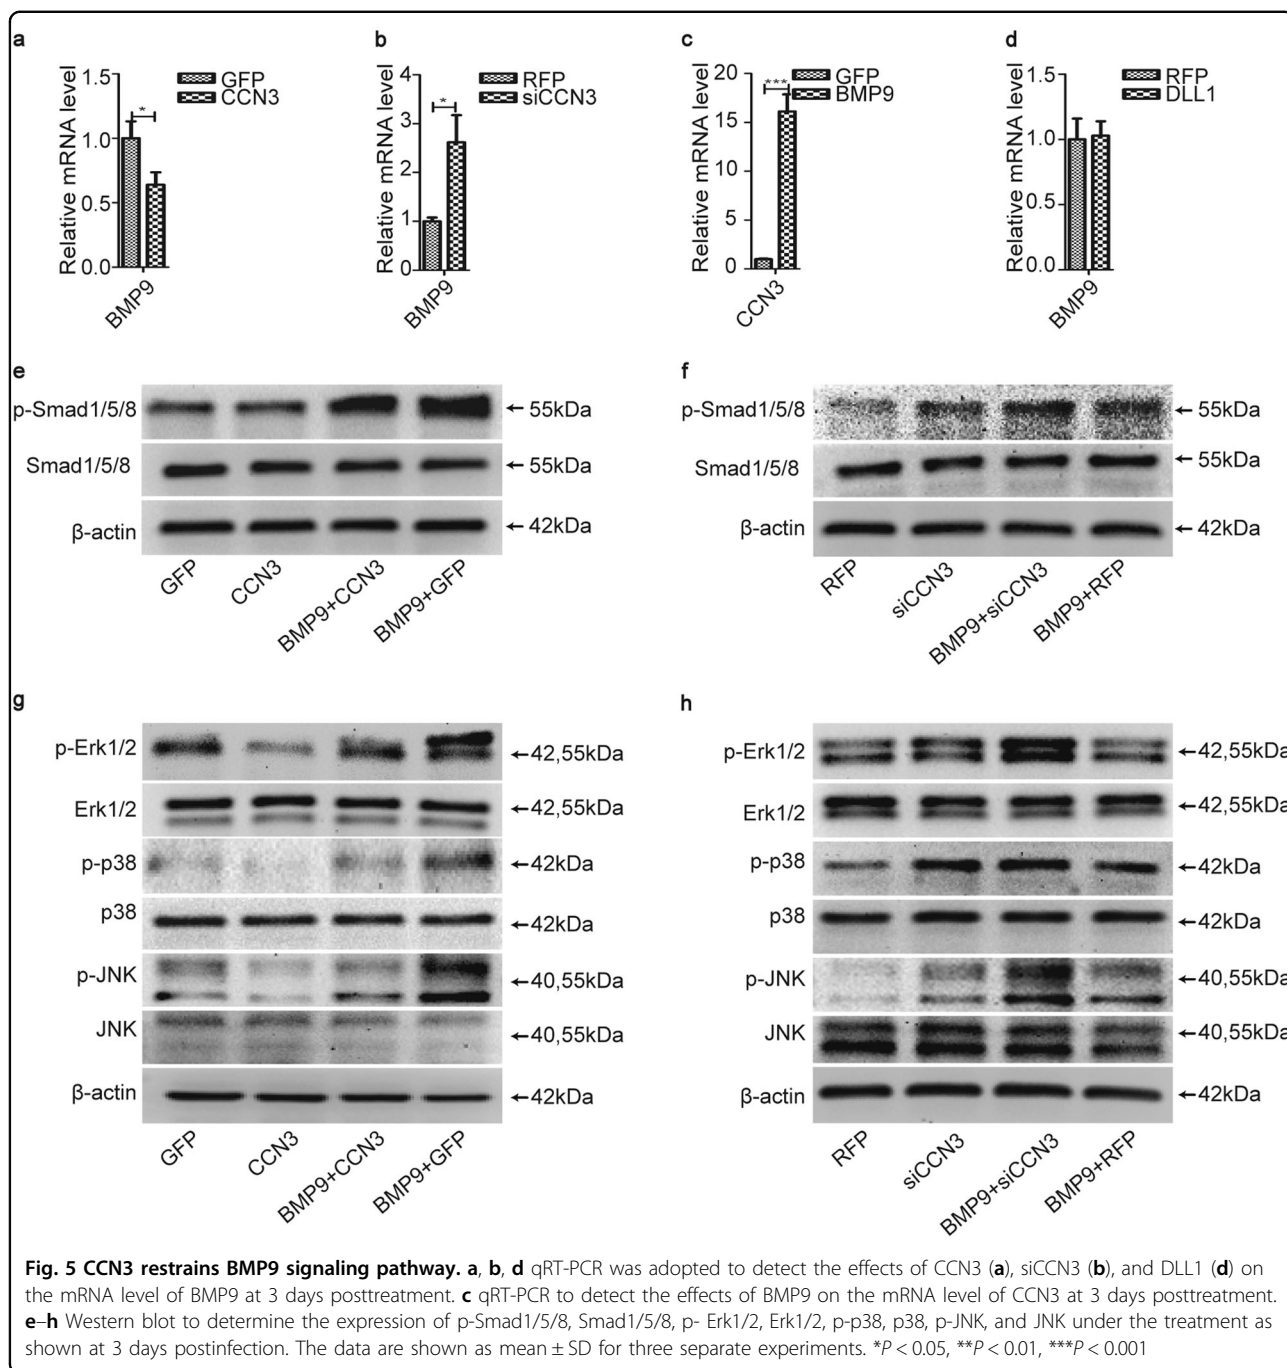 a
b
c
d
Relative mRNA level
1.5
1.0
0.5
0.0
GFP
CCN3
*
BMP9
Relative mRNA level
4
3
2
1
0
RFP
siCCN3
*
BMP9
Relative mRNA level
20
15
10
5
0
GFP
BMP9
***
CCN3
Relative mRNA level
1.5
1.0
0.5
0.0
RFP
DLL1
BMP9
e
p-Smad1/5/8
←55kDa
Smad1/5/8
←55kDa
β-actin
←42kDa
GFP
CCN3
BMP9+CCN3
BMP9+GFP
f
p-Smad1/5/8
←55kDa
Smad1/5/8
←55kDa
β-actin
←42kDa
RFP
siCCN3
BMP9+siCCN3
BMP9+RFP
g
p-Erk1/2
←42,55kDa
Erk1/2
←42,55kDa
p-p38
←42kDa
p38
←42kDa
p-JNK
←40,55kDa
JNK
←40,55kDa
β-actin
←42kDa
GFP
CCN3
BMP9+CCN3
BMP9+GFP
h
p-Erk1/2
←42,55kDa
Erk1/2
←42,55kDa
p-p38
←42kDa
p38
←42kDa
p-JNK
←40,55kDa
JNK
←40,55kDa
β-actin
←42kDa
RFP
siCCN3
BMP9+siCCN3
BMP9+RFP
Fig. 5 CCN3 restrains BMP9 signaling pathway. a, b, d qRT-PCR was adopted to detect the effects of CCN3 (a), siCCN3 (b), and DLL1 (d) on
the mRNA level of BMP9 at 3 days posttreatment. c qRT-PCR to detect the effects of BMP9 on the mRNA level of CCN3 at 3 days posttreatment.
e–h Western blot to determine the expression of p-Smad1/5/8, Smad1/5/8, p- Erk1/2, Erk1/2, p-p38, p38, p-JNK, and JNK under the treatment as
shown at 3 days postinfection. The data are shown as mean ± SD for three separate experiments. *P < 0.05, **P < 0.01, ***P < 0.001